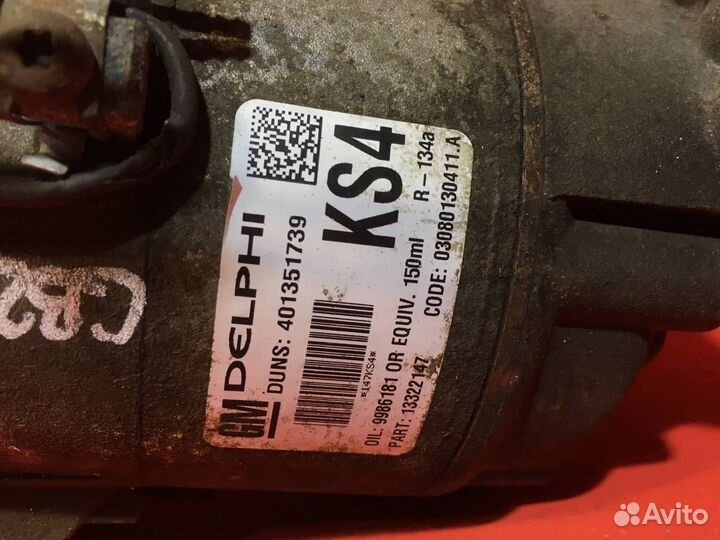 GM DELPHI
DUNS: 401351739
KS4
*147KS4*
OIL: 9986181 OR EQUIV. 150ml R-134a
PART: 13322147 CODE: 03080130411.A
Avito